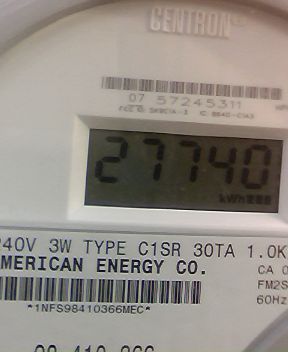 CENTRON
07 57245311
27740
kWh
240V 3W TYPE C1SR 30TA 1.0K
AMERICAN ENERGY CO.
CA 0
FM2S
60Hz
*1NFS98410366MEC*